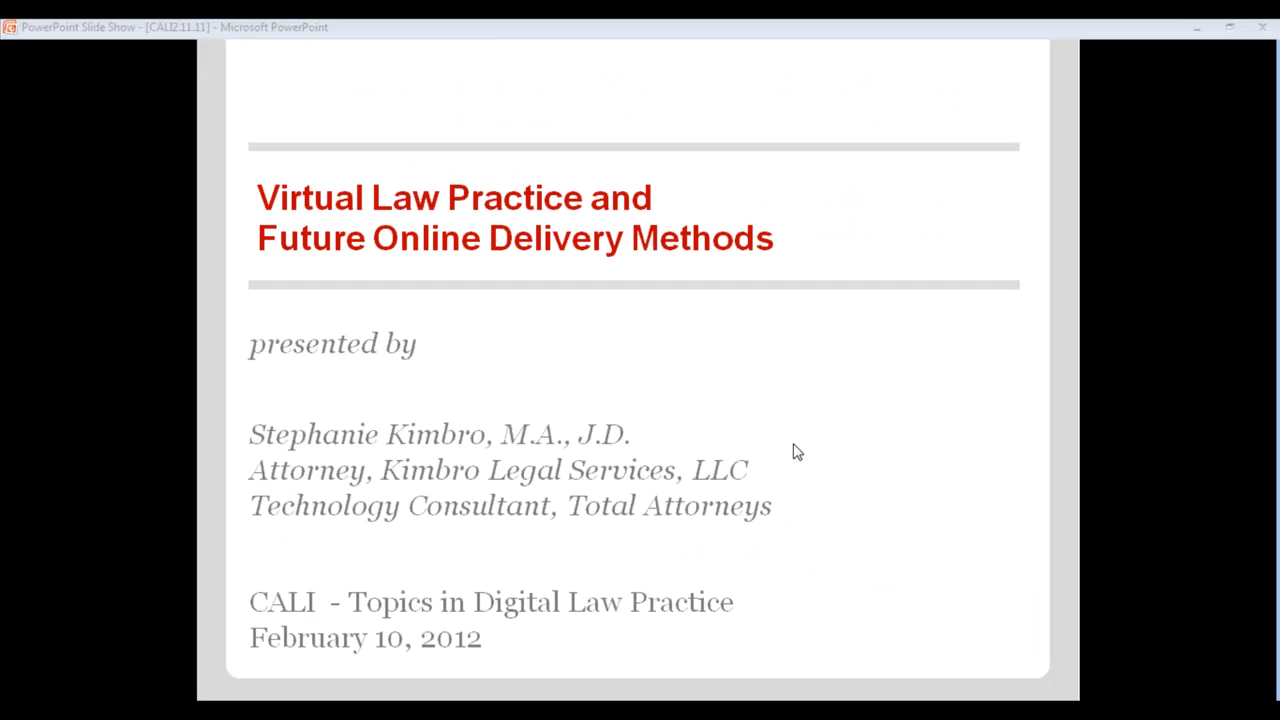 PowerPoint Slide Show - [CALI2.11.11] - Microsoft PowerPoint
Virtual Law Practice and
Future Online Delivery Methods
presented by
Stephanie Kimbro, M.A., J.D.
Attorney, Kimbro Legal Services, LLC
Technology Consultant, Total Attorneys
CALI - Topics in Digital Law Practice
February 10, 2012